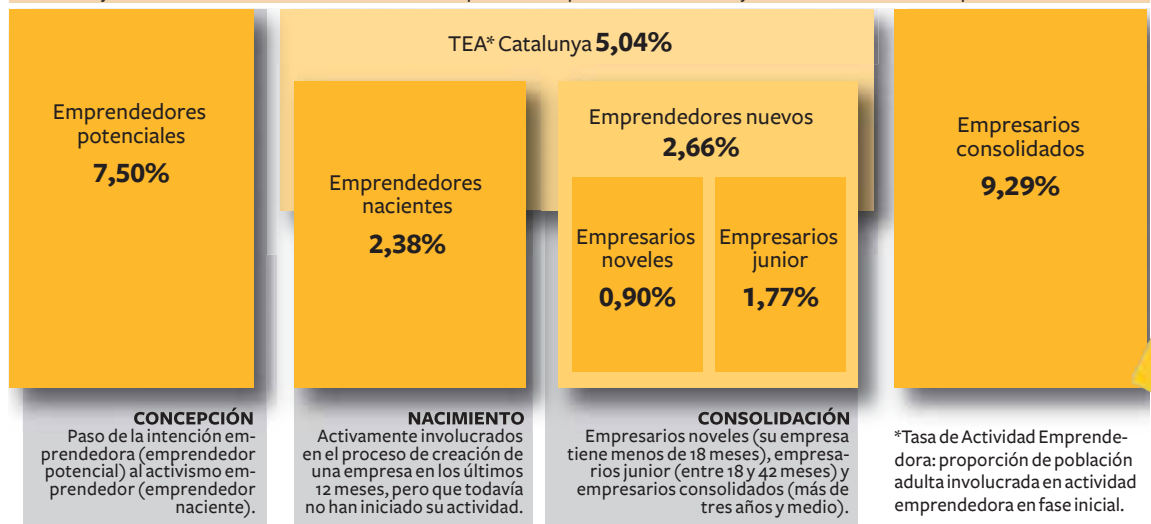 TEA* Catalunya 5,04%
Emprendedores
potenciales
7,50%
Emprendedores
nacientes
2,38%
Emprendedores nuevos
2,66%
Empresarios
noveles
0,90%
Empresarios
junior
1,77%
Empresarios
consolidados
9,29%
CONCEPCIÓN
Paso de la intención em-
prendedora (emprendedor
potencial) al activismo em-
prendedor (emprendedor
naciente).
NACIMIENTO
Activamente involucrados
en el proceso de creación de
una empresa en los últimos
12 meses, pero que todavía
no han iniciado su actividad.
CONSOLIDACIÓN
Empresarios noveles (su empresa
tiene menos de 18 meses), empresa-
rios junior (entre 18 y 42 meses) y
empresarios consolidados (más de
tres años y medio).
*Tasa de Actividad Emprende-
dora: proporción de población
adulta involucrada en actividad
emprendedora en fase inicial.